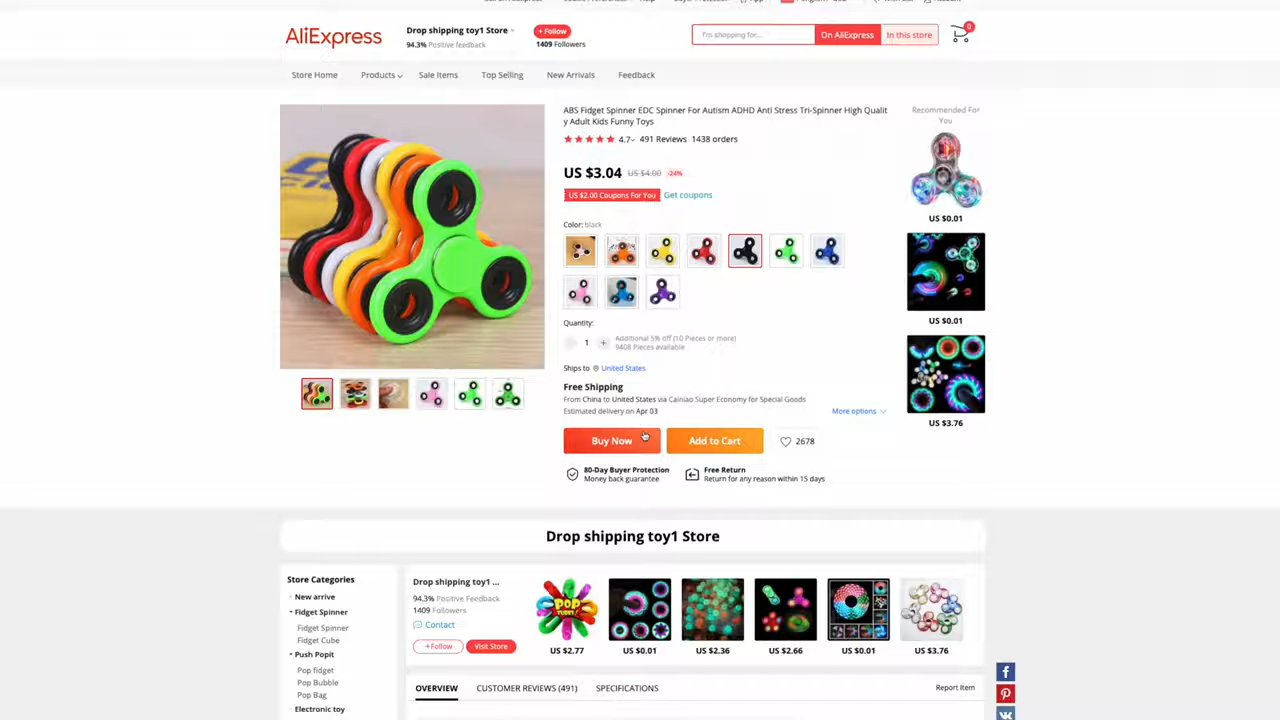 AliExpress
Drop shipping toy1 Store
94.3% Positive feedback
+ Follow
1409 Followers
I'm shopping for...
On AliExpress
In this store
0
Store Home
Products
Sale Items
Top Selling
New Arrivals
Feedback
ABS Fidget Spinner EDC Spinner For Autism ADHD Anti Stress Tri-Spinner High Qualit
y Adult Kids Funny Toys
4.7
491 Reviews
1438 orders
US $3.04 US $4.00 -24%
US $2.00 Coupons For You
Get coupons
Color: black
Quantity:
1
+
Additional 5% off (10 Pieces or more)
9408 Pieces available
Ships to United States
Free Shipping
From China to United States via Cainiao Super Economy for Special Goods
Estimated delivery on Apr 03
More options
Buy Now
Add to Cart
2678
80-Day Buyer Protection
Money back guarantee
Free Return
Return for any reason within 15 days
Recommended For
You
US $0.01
US $0.01
US $3.76
Drop shipping toy1 Store
Store Categories
New arrive
Fidget Spinner
Fidget Spinner
Fidget Cube
Push Popit
Pop fidget
Pop Bubble
Pop Bag
Electronic toy
Drop shipping toy1 ...
94.3% Positive Feedback
1409 Followers
Contact
+ Follow
Visit Store
POP
TUBES!
US $2.77
US $0.01
US $2.36
US $2.66
US $0.01
US $3.76
OVERVIEW
CUSTOMER REVIEWS (491)
SPECIFICATIONS
Report Item